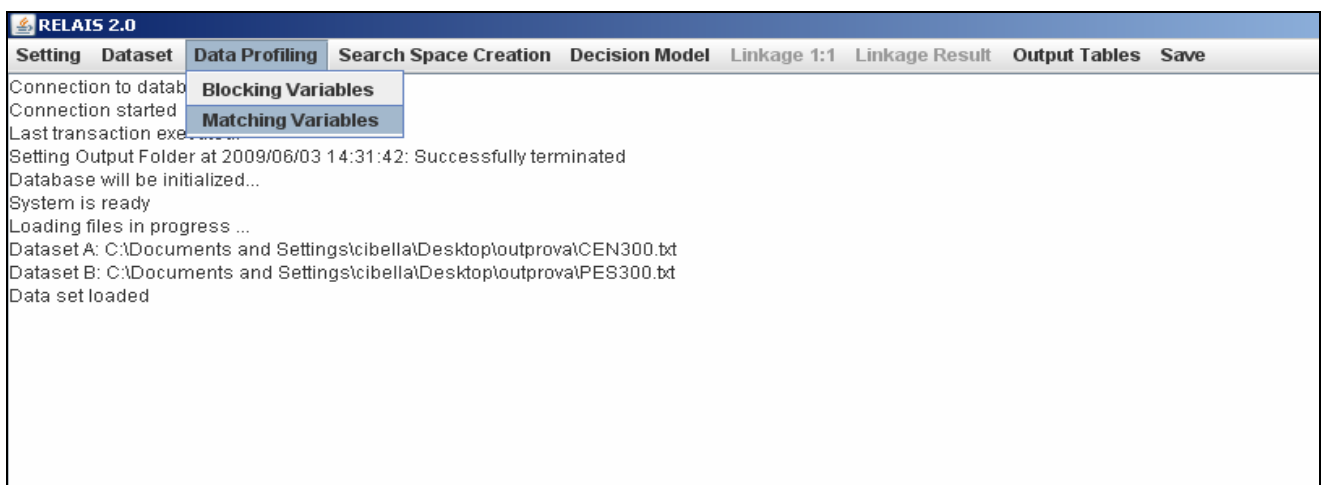 RELAIS 2.0
Setting Dataset Data Profiling Search Space Creation Decision Model Linkage 1:1 Linkage Result Output Tables Save
Blocking Variables
Matching Variables
Connection to datab
Connection started
Last transaction exe
Setting Output Folder at 2009/06/03 14:31:42: Successfully terminated
Database will be initialized...
System is ready
Loading files in progress ...
Dataset A: C:\Documents and Settings\cibella\Desktop\outprova\CEN300.txt
Dataset B: C:\Documents and Settings\cibella\Desktop\outprova\PES300.txt
Data set loaded